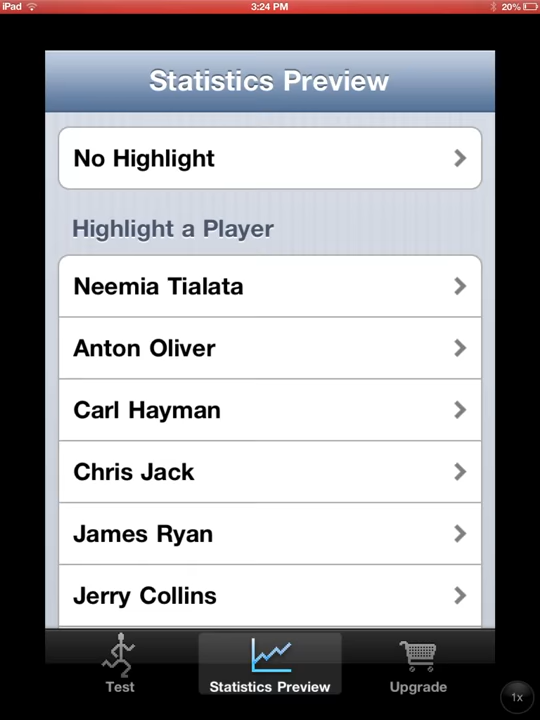 iPad 3:24 PM 20%
Statistics Preview
No Highlight
Highlight a Player
Neemia Tialata
Anton Oliver
Carl Hayman
Chris Jack
James Ryan
Jerry Collins
Test Statistics Preview Upgrade
1x